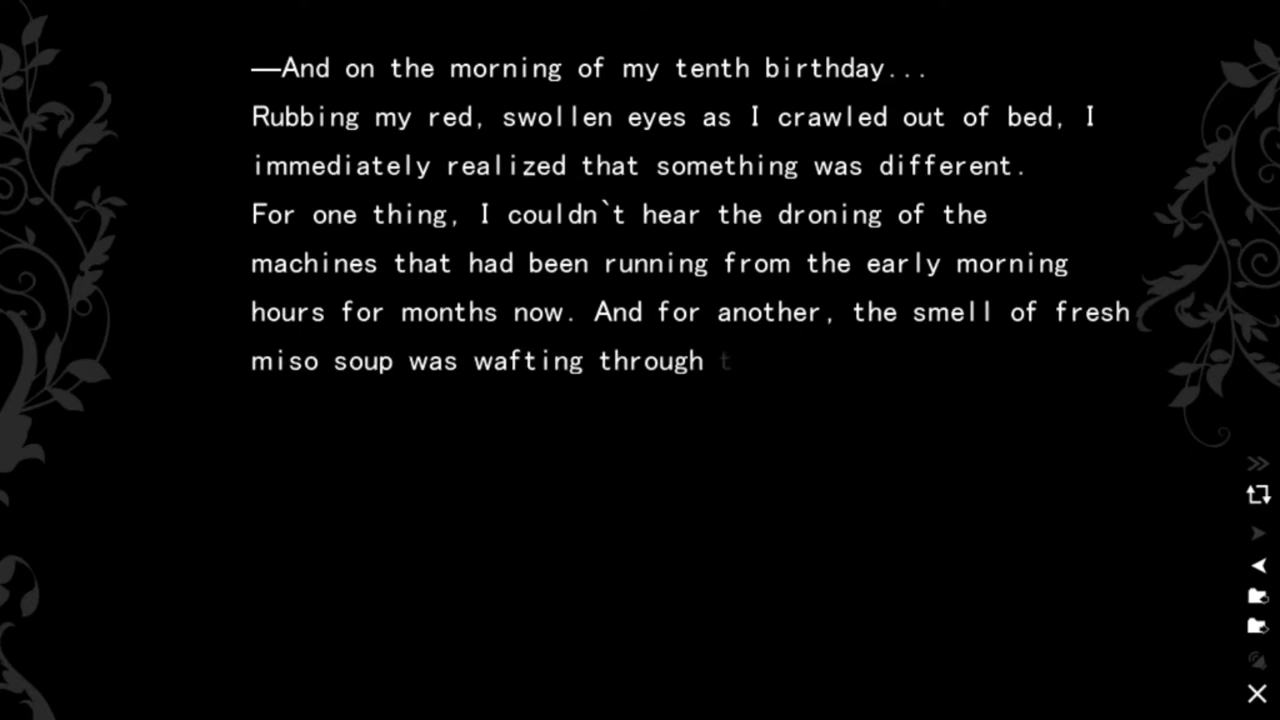 —And on the morning of my tenth birthday...
Rubbing my red, swollen eyes as I crawled out of bed, I
immediately realized that something was different.
For one thing, I couldn`t hear the droning of the
machines that had been running from the early morning
hours for months now. And for another, the smell of fresh
miso soup was wafting through t